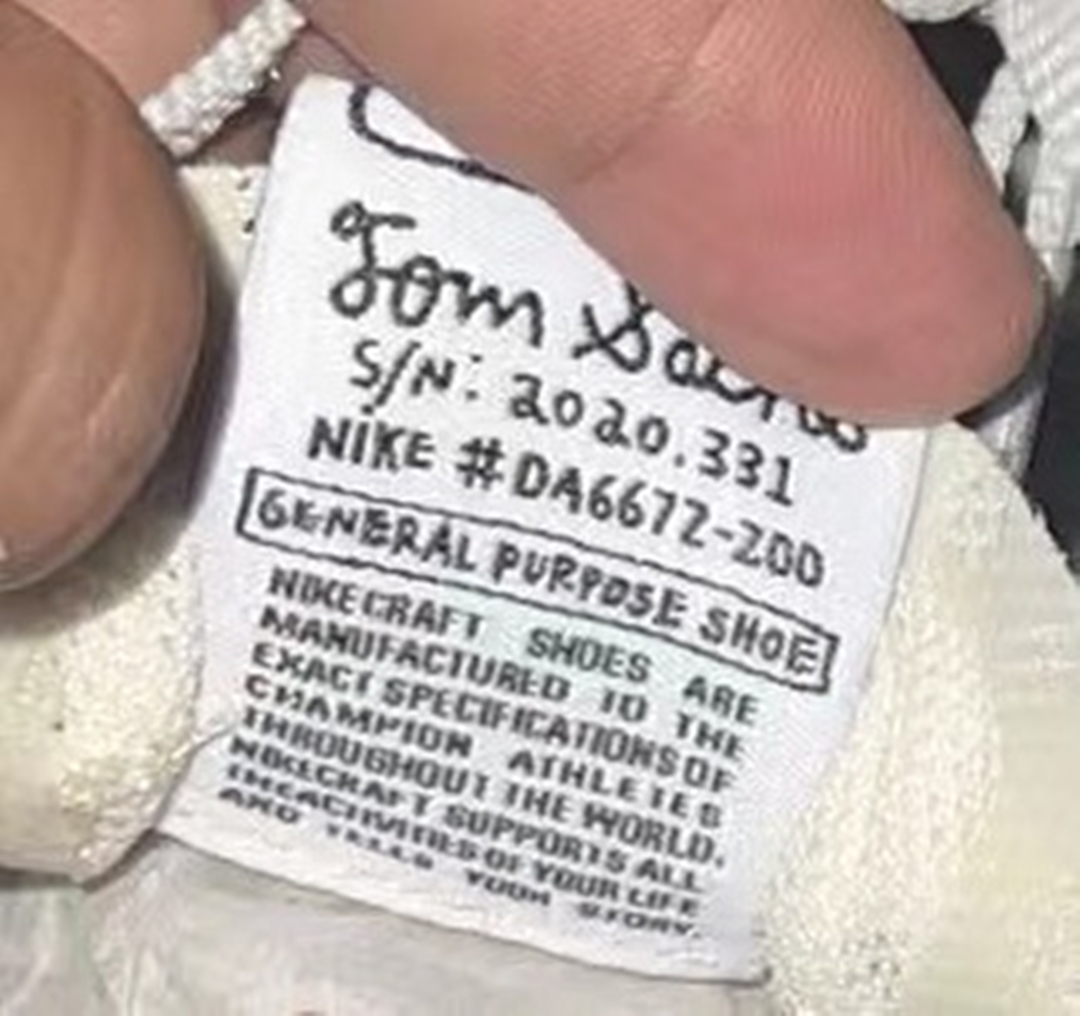 Tom Sachs
S/N: 2020.331
NIKE #DA6672-200
GENERAL PURPOSE SHOE
NIKECRAFT SHOES ARE
MANUFACTURED TO THE
EXACT SPECIFICATIONS OF
CHAMPION ATHLETES
THROUGHOUT THE WORLD.
NIKECRAFT SUPPORTS ALL
THE ACTIVITIES OF YOUR LIFE
AND TELLS YOUR STORY.